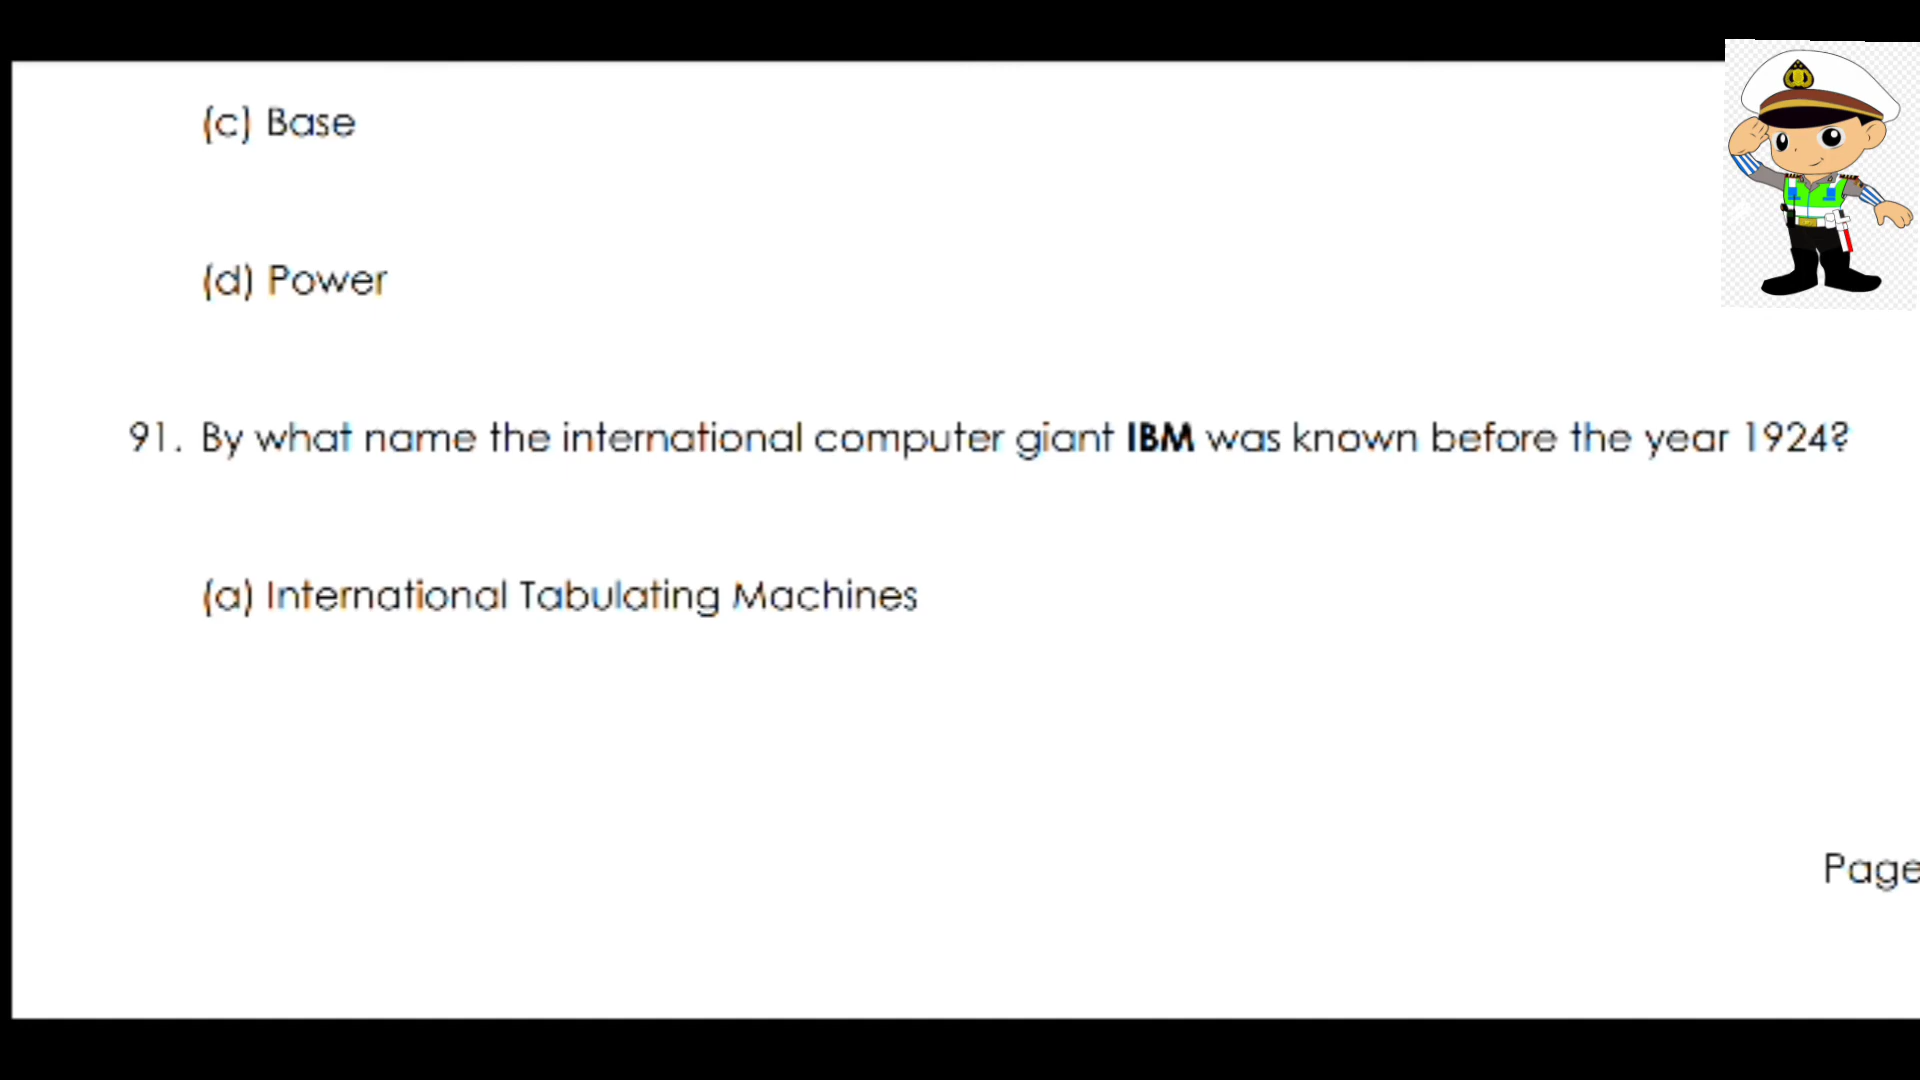 (c) Base
(d) Power
91. By what name the international computer giant IBM was known before the year 1924?
(a) International Tabulating Machines
Page